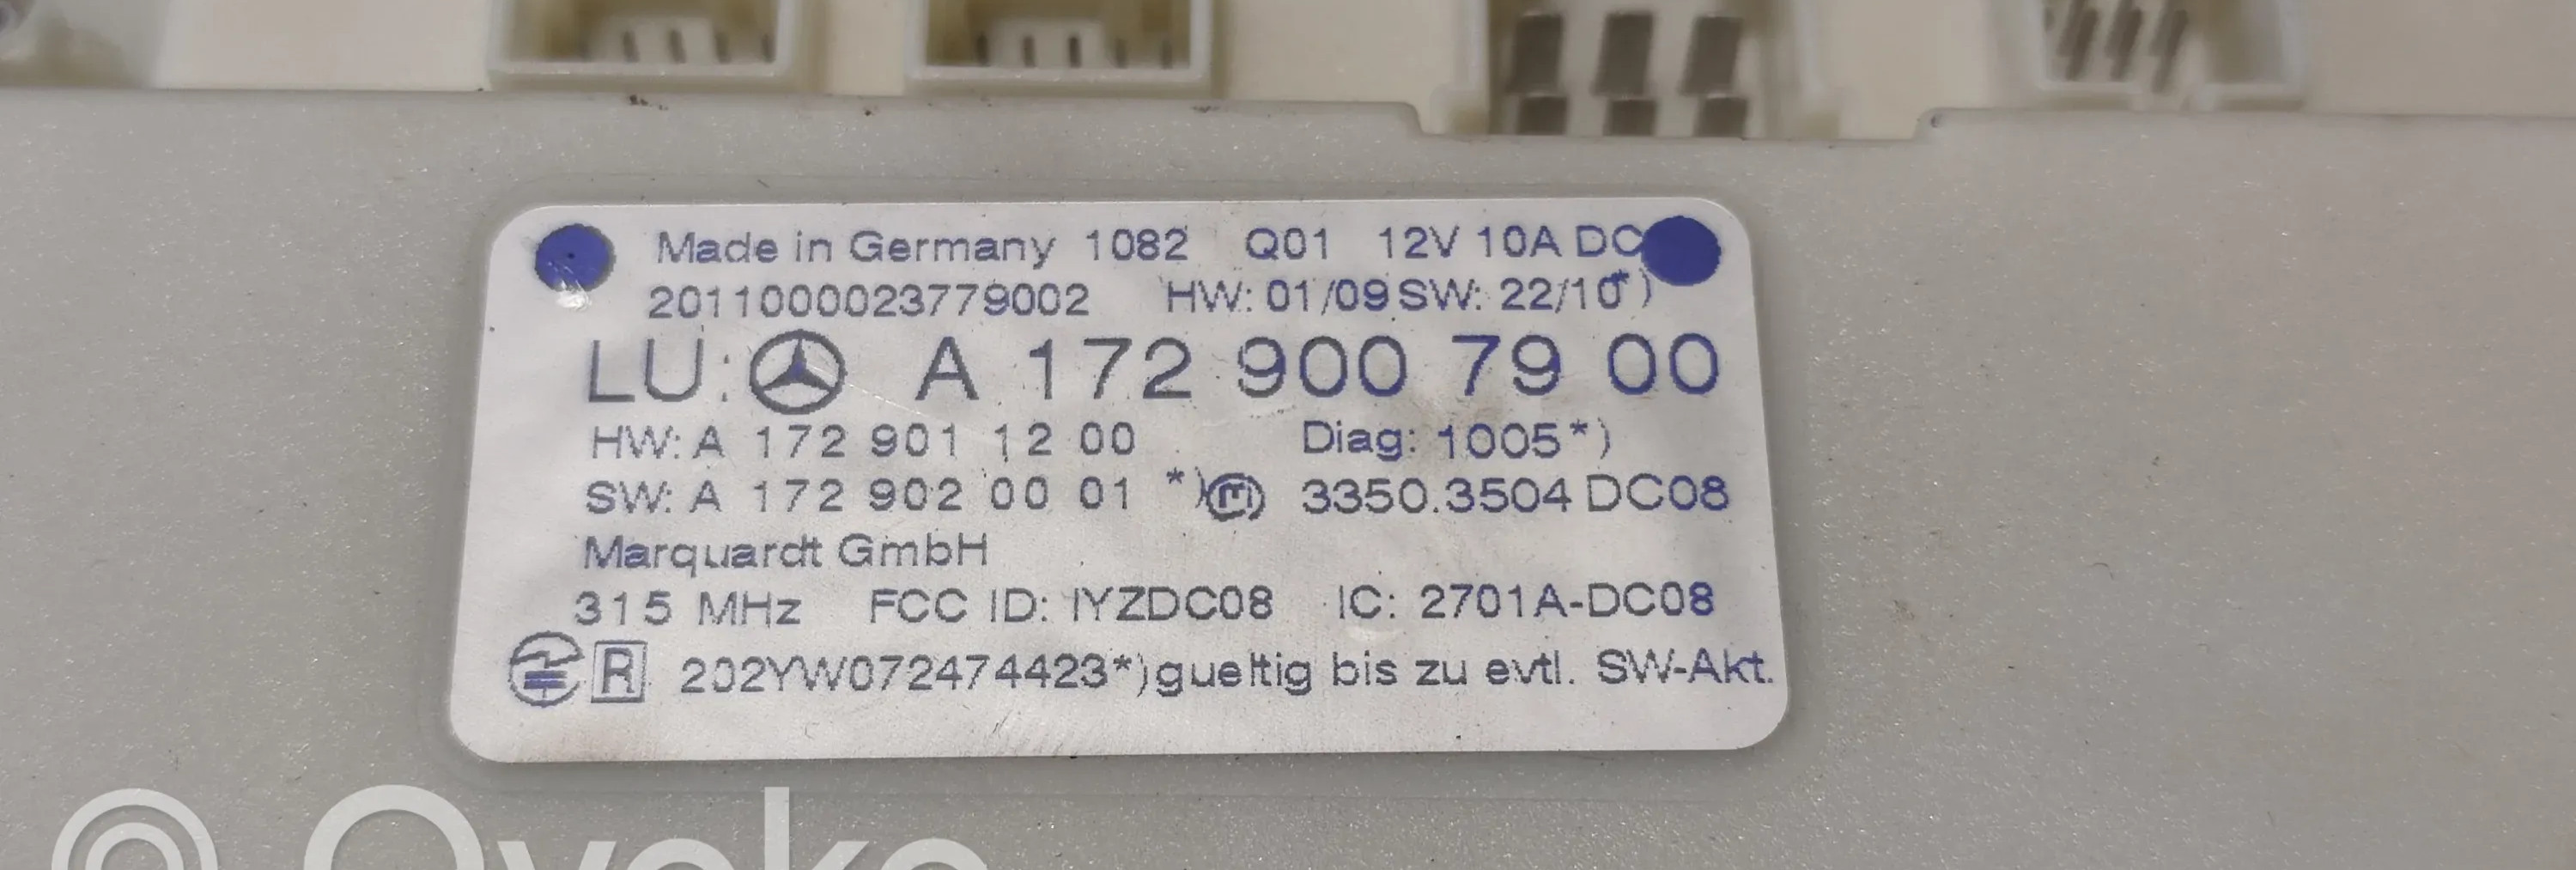 Made in Germany 1082 Q01 12V 10A DC
2011000023779002 HW: 01/09 SW: 22/10*)
LU: A 172 900 79 00
HW: A 172 901 12 00 Diag: 1005*)
SW: A 172 902 00 01 *) m 3350.3504 DC08
Marquardt GmbH
315 MHz FCC ID: IYZDC08 IC: 2701A-DC08
R 202YW072474423*)gueltig bis zu evtl. SW-Akt.
© Ovoko